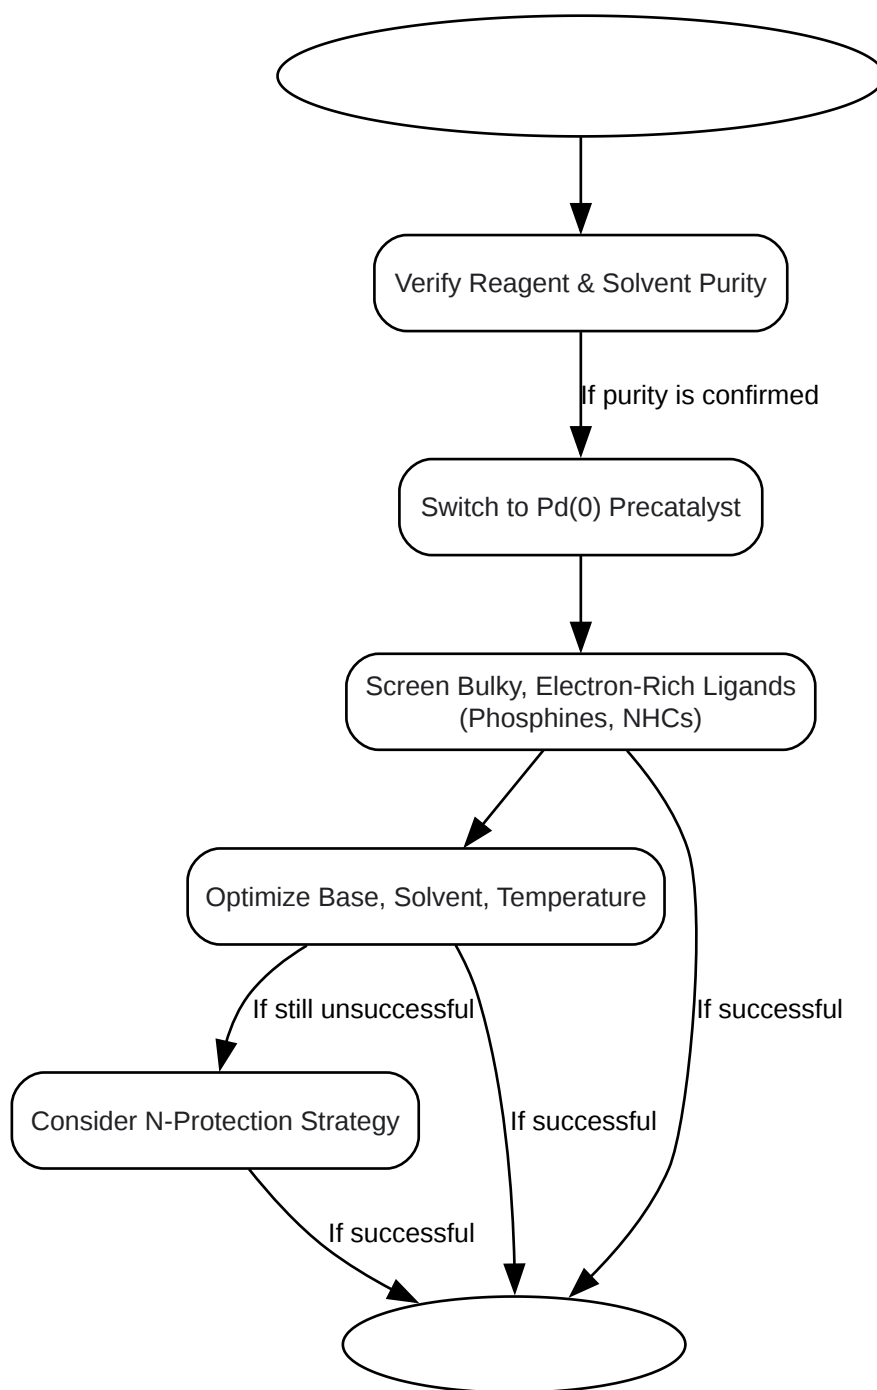 Verify Reagent & Solvent Purity
If purity is confirmed
Switch to Pd(0) Precatalyst
Screen Bulky, Electron-Rich Ligands
(Phosphines, NHCs)
Optimize Base, Solvent, Temperature
If still unsuccessful
If successful
Consider N-Protection Strategy
If successful
If successful